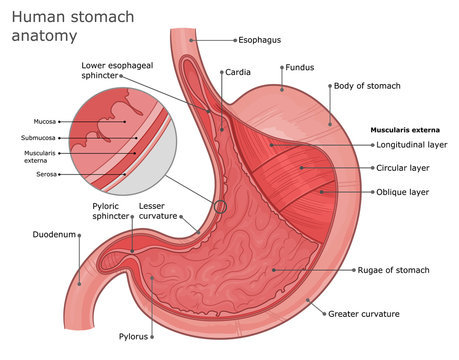 Human stomach
anatomy
Esophagus
Lower esophageal
sphincter
Cardia
Fundus
Body of stomach
Mucosa
Submucosa
Muscularis
externa
Serosa
Muscularis externa
Longitudinal layer
Circular layer
Oblique layer
Pyloric
sphincter
Lesser
curvature
Duodenum
Rugae of stomach
Greater curvature
Pylorus